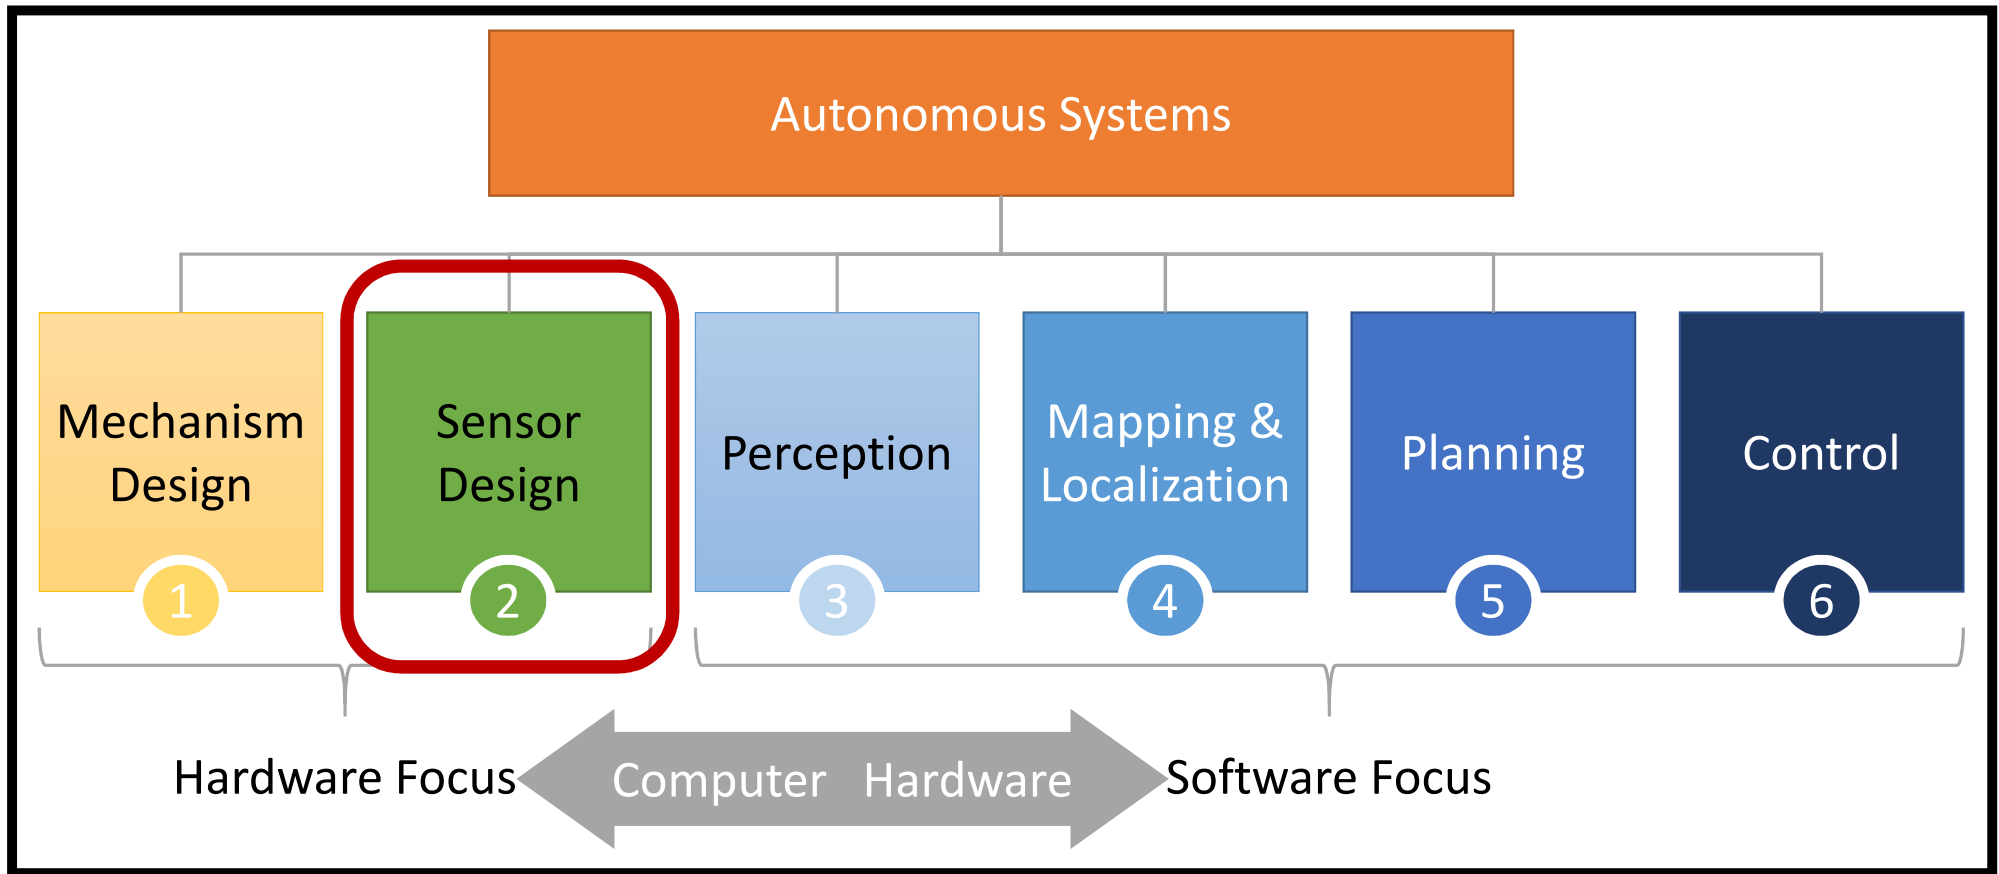 Autonomous Systems
Mechanism
Design
1
Sensor
Design
2
Perception
3
Mapping &
Localization
4
Planning
5
Control
6
Hardware Focus
Computer Hardware
Software Focus